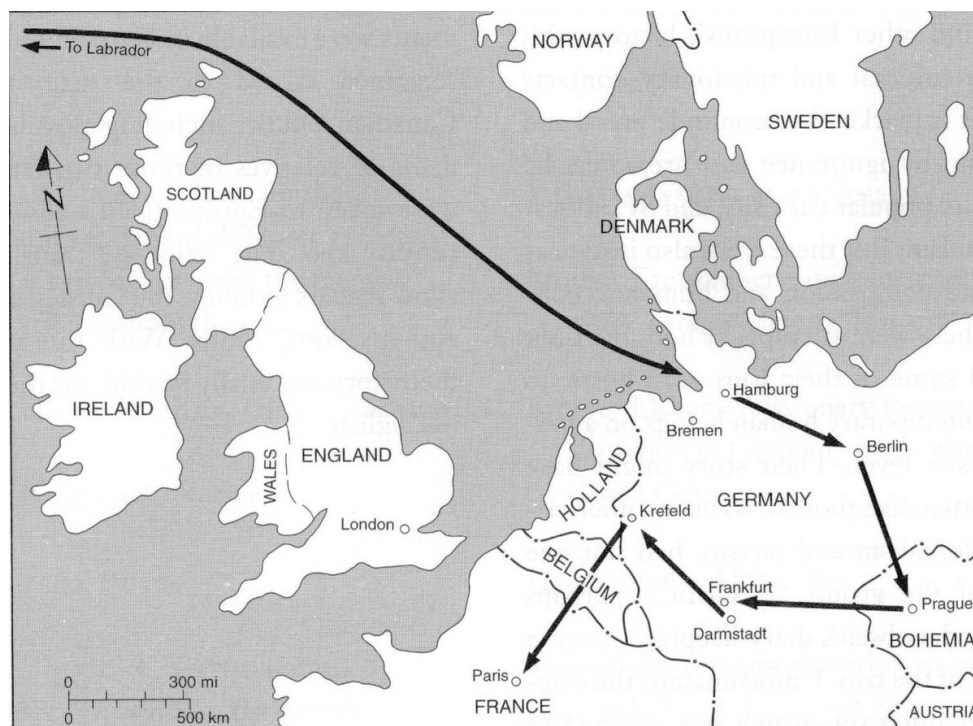 NORWAY
To Labrador
SWEDEN
N
SCOTLAND
DENMARK
Hamburg
IRELAND
Bremen
Berlin
ENGLAND
WALES
HOLLAND
GERMANY
London
Krefeld
BELGIUM
Frankfurt
Prague
Darmstadt
BOHEMIA
Paris
0 300 mi
FRANCE
AUSTRIA
0 500 km